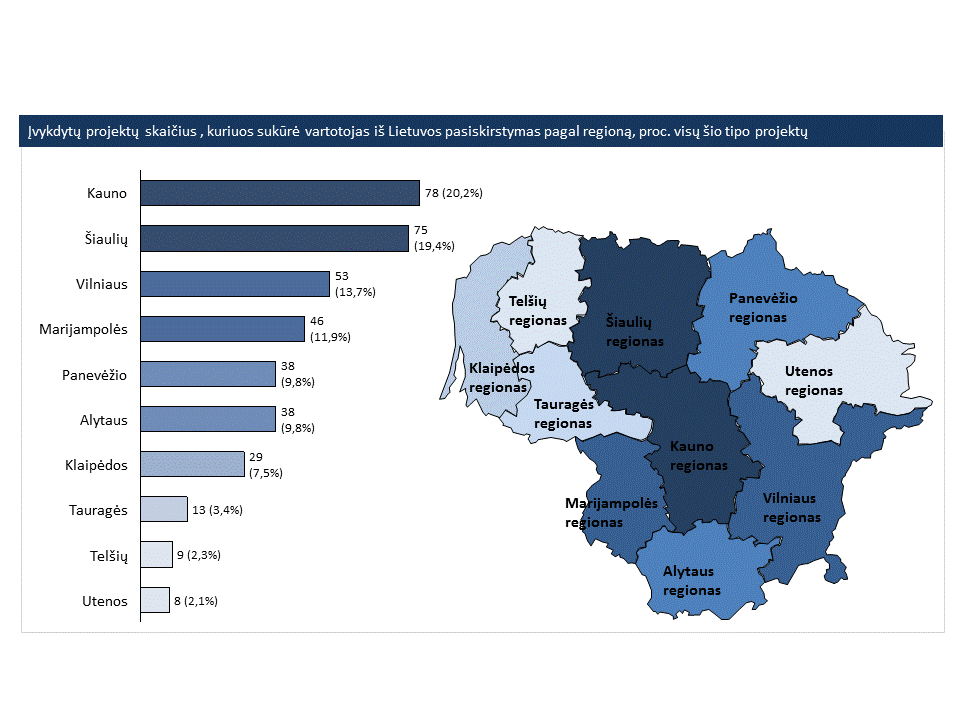 Įvykdytų projektų skaičius , kuriuos sukūrė vartotojas iš Lietuvos pasiskirstymas pagal regioną, proc. visų šio tipo projektų
Kauno
78 (20,2%)
Šiaulių
75
(19,4%)
Vilniaus
53
(13,7%)
Marijampolės
46
(11,9%)
Panevėžio
38
(9,8%)
Alytaus
38
(9,8%)
Klaipėdos
29
(7,5%)
Tauragės
13 (3,4%)
Telšių
9 (2,3%)
Utenos
8 (2,1%)
Telšių
regionas
Šiaulių
regionas
Panevėžio
regionas
Klaipėdos
regionas
Utenos
regionas
Tauragės
regionas
Kauno
regionas
Marijampolės
regionas
Vilniaus
regionas
Alytaus
regionas